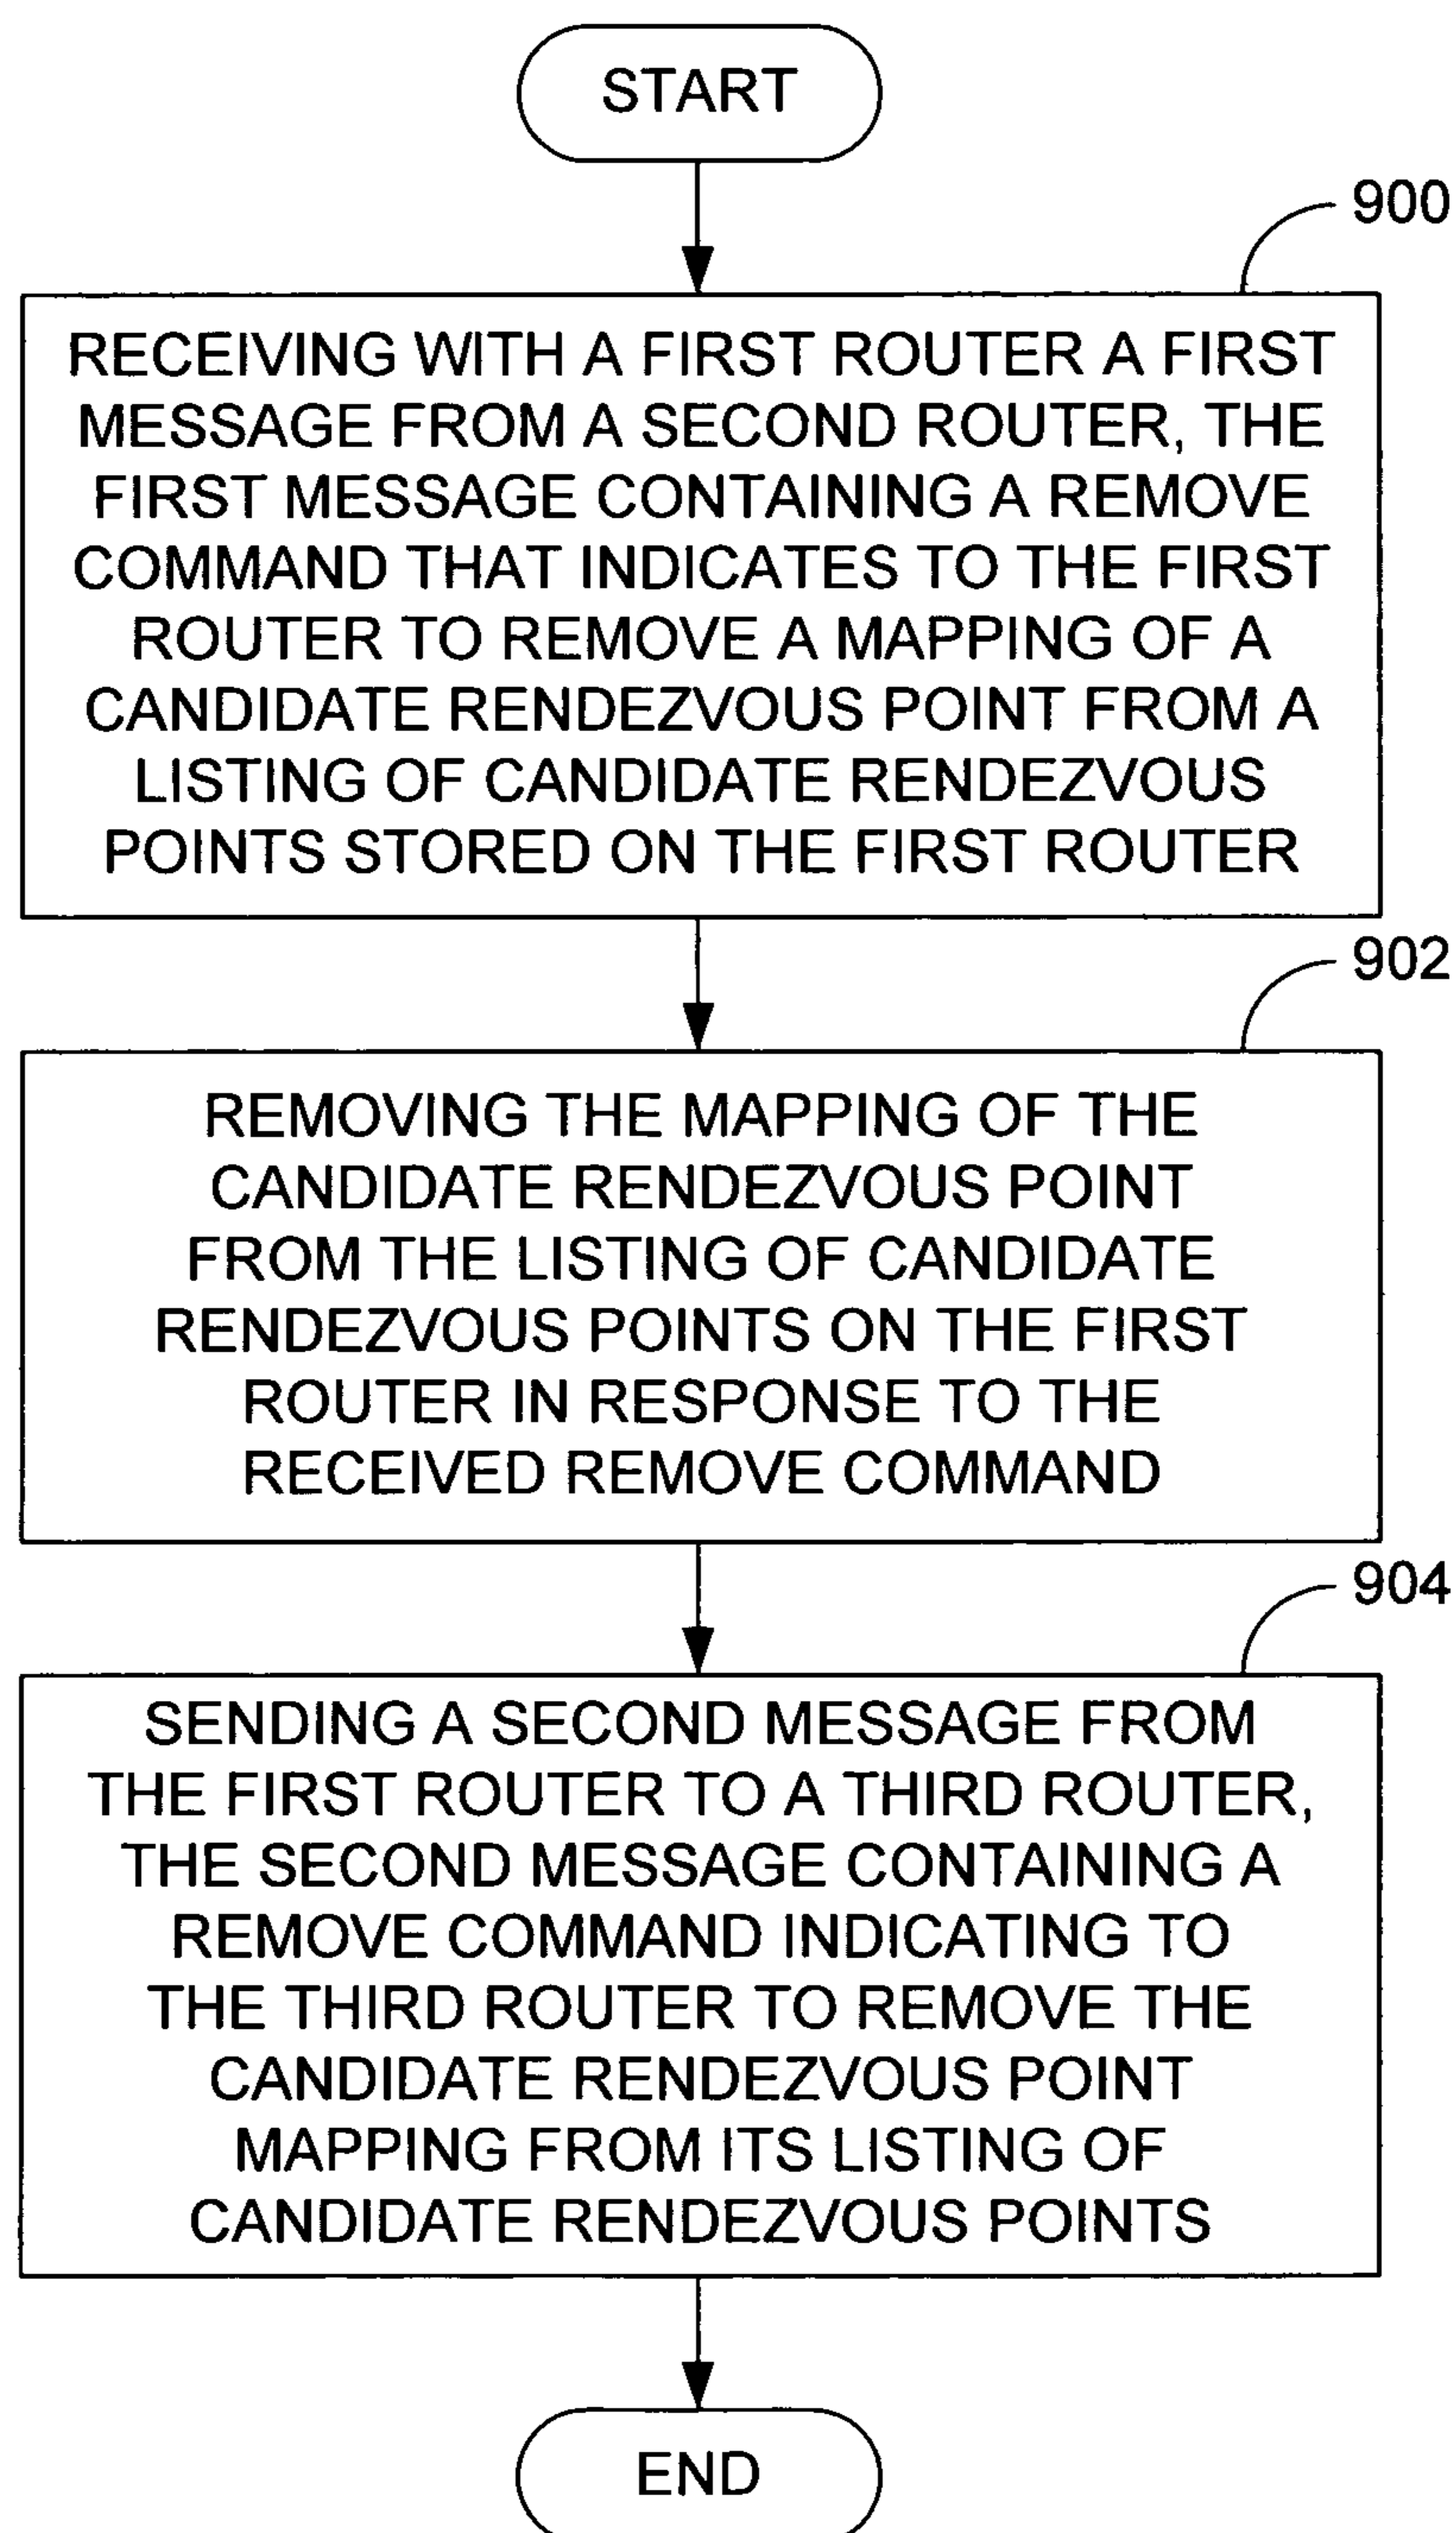 START
900
RECEIVING WITH A FIRST ROUTER A FIRST
MESSAGE FROM A SECOND ROUTER, THE
FIRST MESSAGE CONTAINING A REMOVE
COMMAND THAT INDICATES TO THE FIRST
ROUTER TO REMOVE A MAPPING OF A
CANDIDATE RENDEZVOUS POINT FROM A
LISTING OF CANDIDATE RENDEZVOUS
POINTS STORED ON THE FIRST ROUTER
902
REMOVING THE MAPPING OF THE
CANDIDATE RENDEZVOUS POINT
FROM THE LISTING OF CANDIDATE
RENDEZVOUS POINTS ON THE FIRST
ROUTER IN RESPONSE TO THE
RECEIVED REMOVE COMMAND
904
SENDING A SECOND MESSAGE FROM
THE FIRST ROUTER TO A THIRD ROUTER,
THE SECOND MESSAGE CONTAINING A
REMOVE COMMAND INDICATING TO
THE THIRD ROUTER TO REMOVE THE
CANDIDATE RENDEZVOUS POINT
MAPPING FROM ITS LISTING OF
CANDIDATE RENDEZVOUS POINTS
END